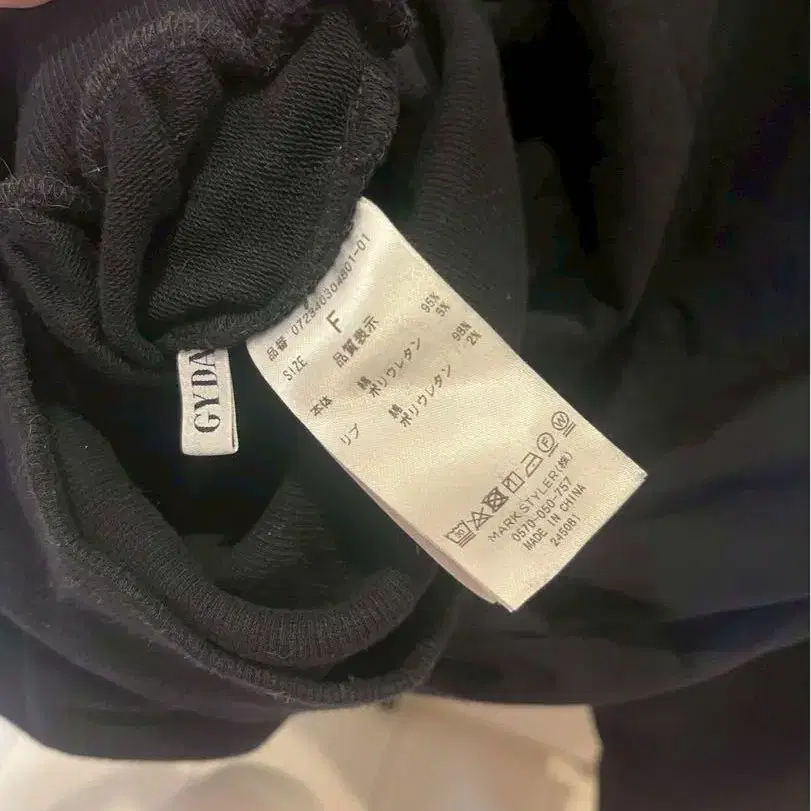 品番 072340304801-01
SIZE F
品質表示
本体 綿 95%
ポリウレタン 5%
リブ 綿 98%
ポリウレタン 2%
MARK STYLER(株)
0570-050-757
MADE IN CHINA
245081
GYDA